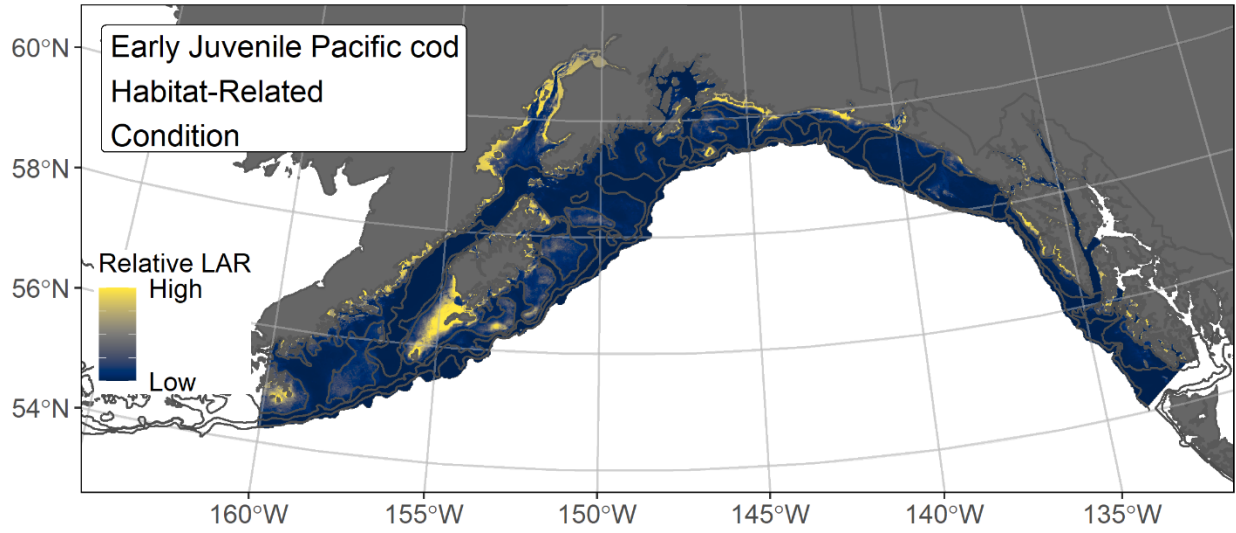 60°N
58°N
56°N
54°N
Early Juvenile Pacific cod
Habitat-Related
Condition
Relative LAR
High
Low
160°W
155°W
150°W
145°W
140°W
135°W